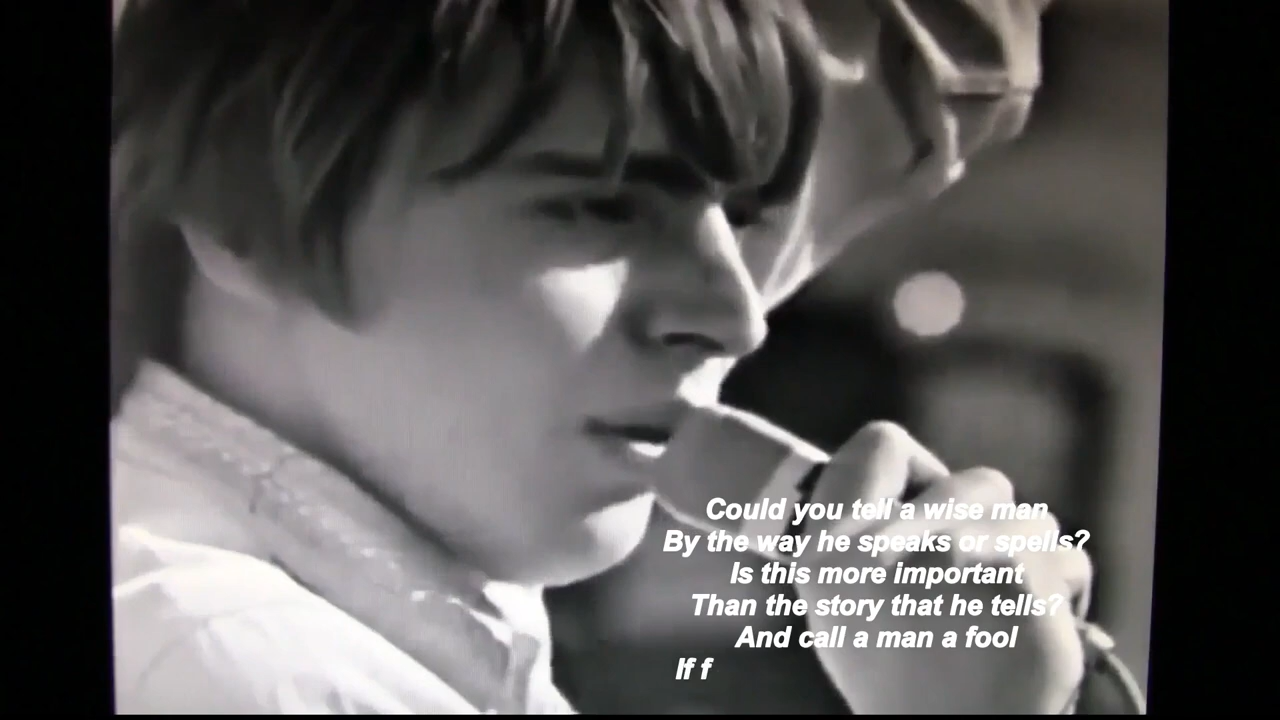 Could you tell a wise man
By the way he speaks or spells?
Is this more important
Than the story that he tells?
And call a man a fool
If f